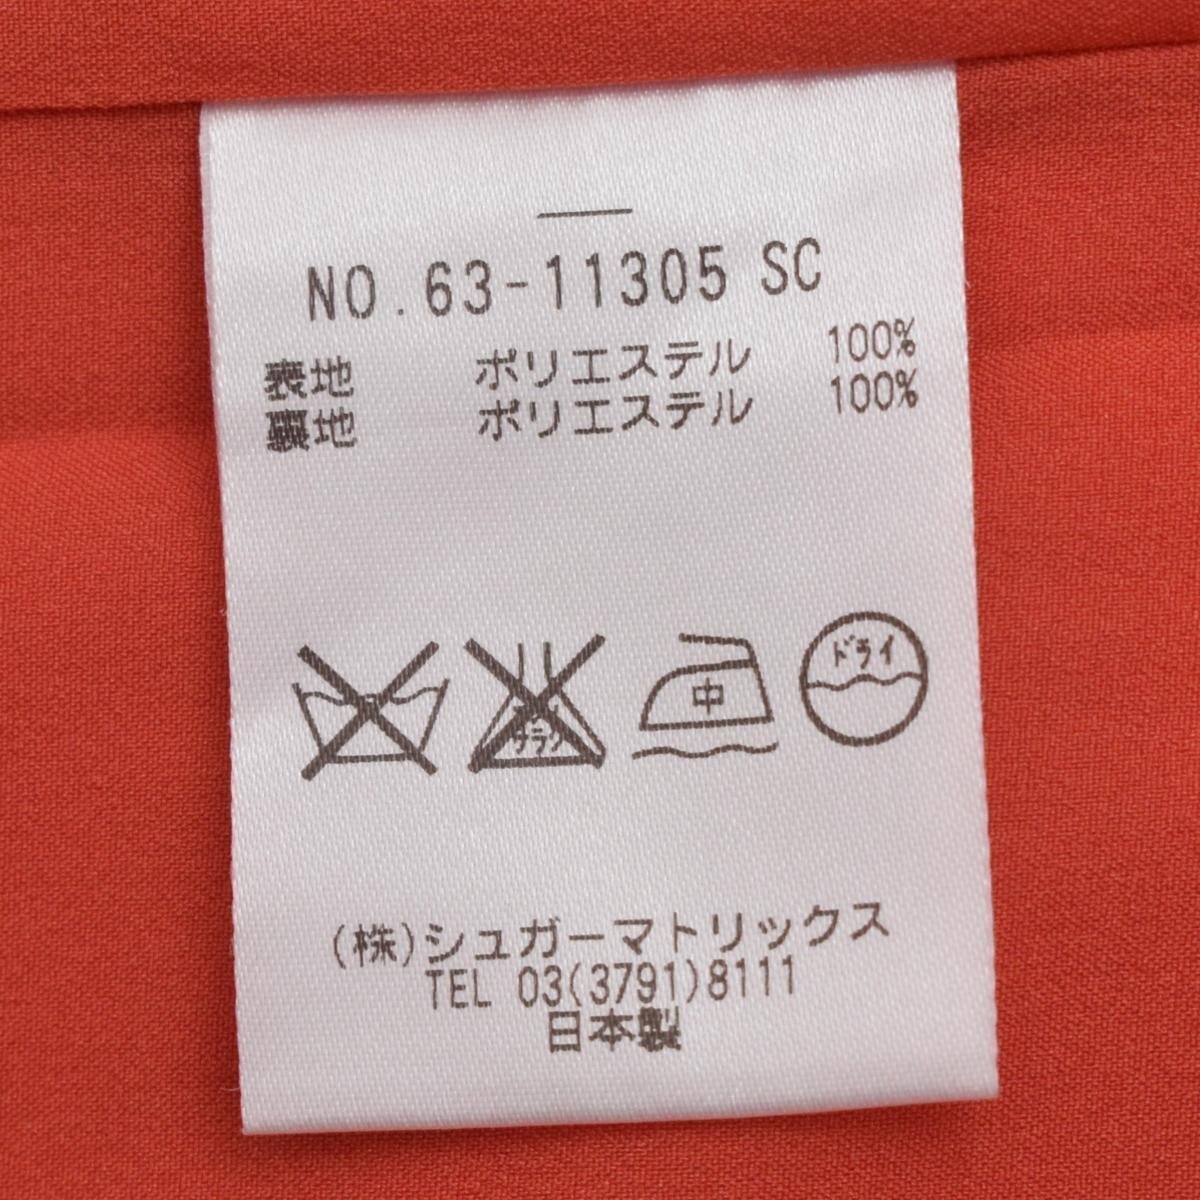 NO.63-11305 SC
表地 ポリエステル 100%
裏地 ポリエステル 100%
中 ドライ
(株)シュガーマトリックス
TEL 03(3791)8111
日本製